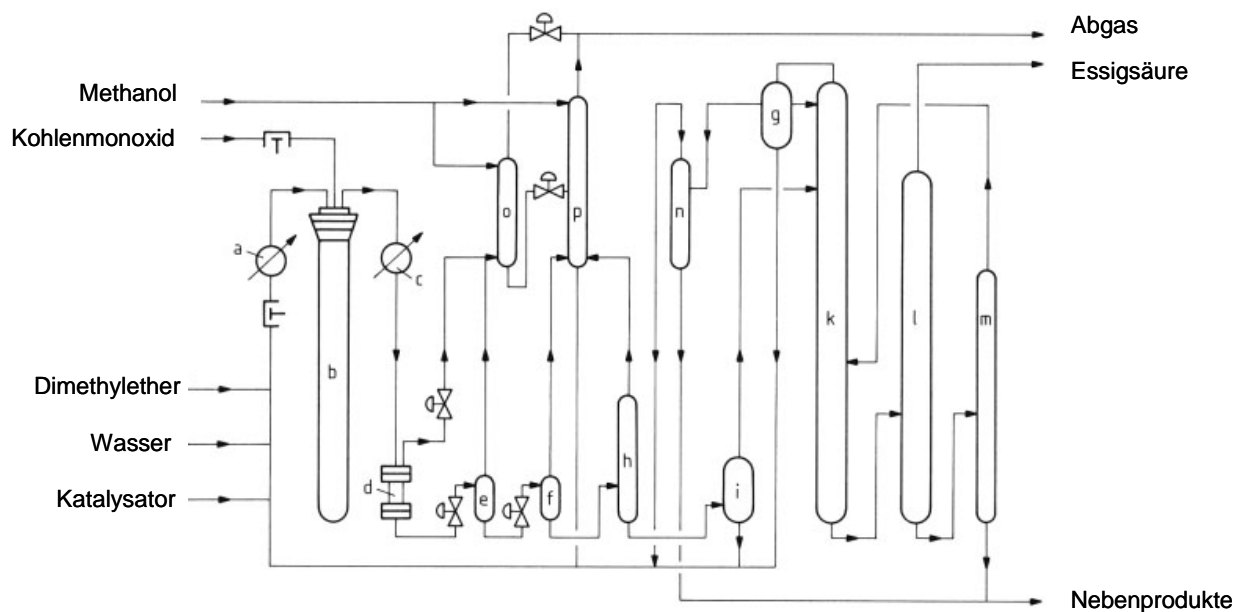 Abgas
Essigsäure
Methanol
Kohlenmonoxid
g
o
p
n
a
c
k
l
m
b
Dimethylether
Wasser
Katalysator
h
d
e
f
i
Nebenprodukte